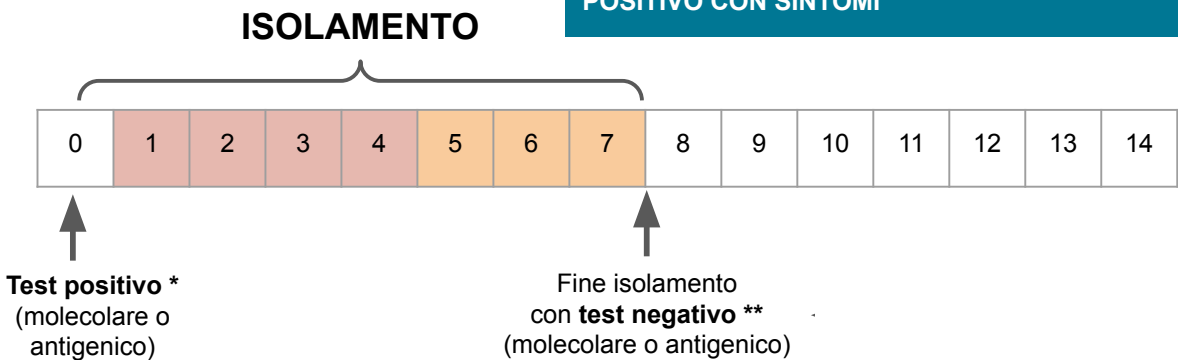 POSITIVO CON SINTOMI
ISOLAMENTO
0 1 2 3 4 5 6 7 8 9 10 11 12 13 14
Test positivo *
(molecolare o
antigenico)
Fine isolamento
con test negativo **
(molecolare o antigenico)